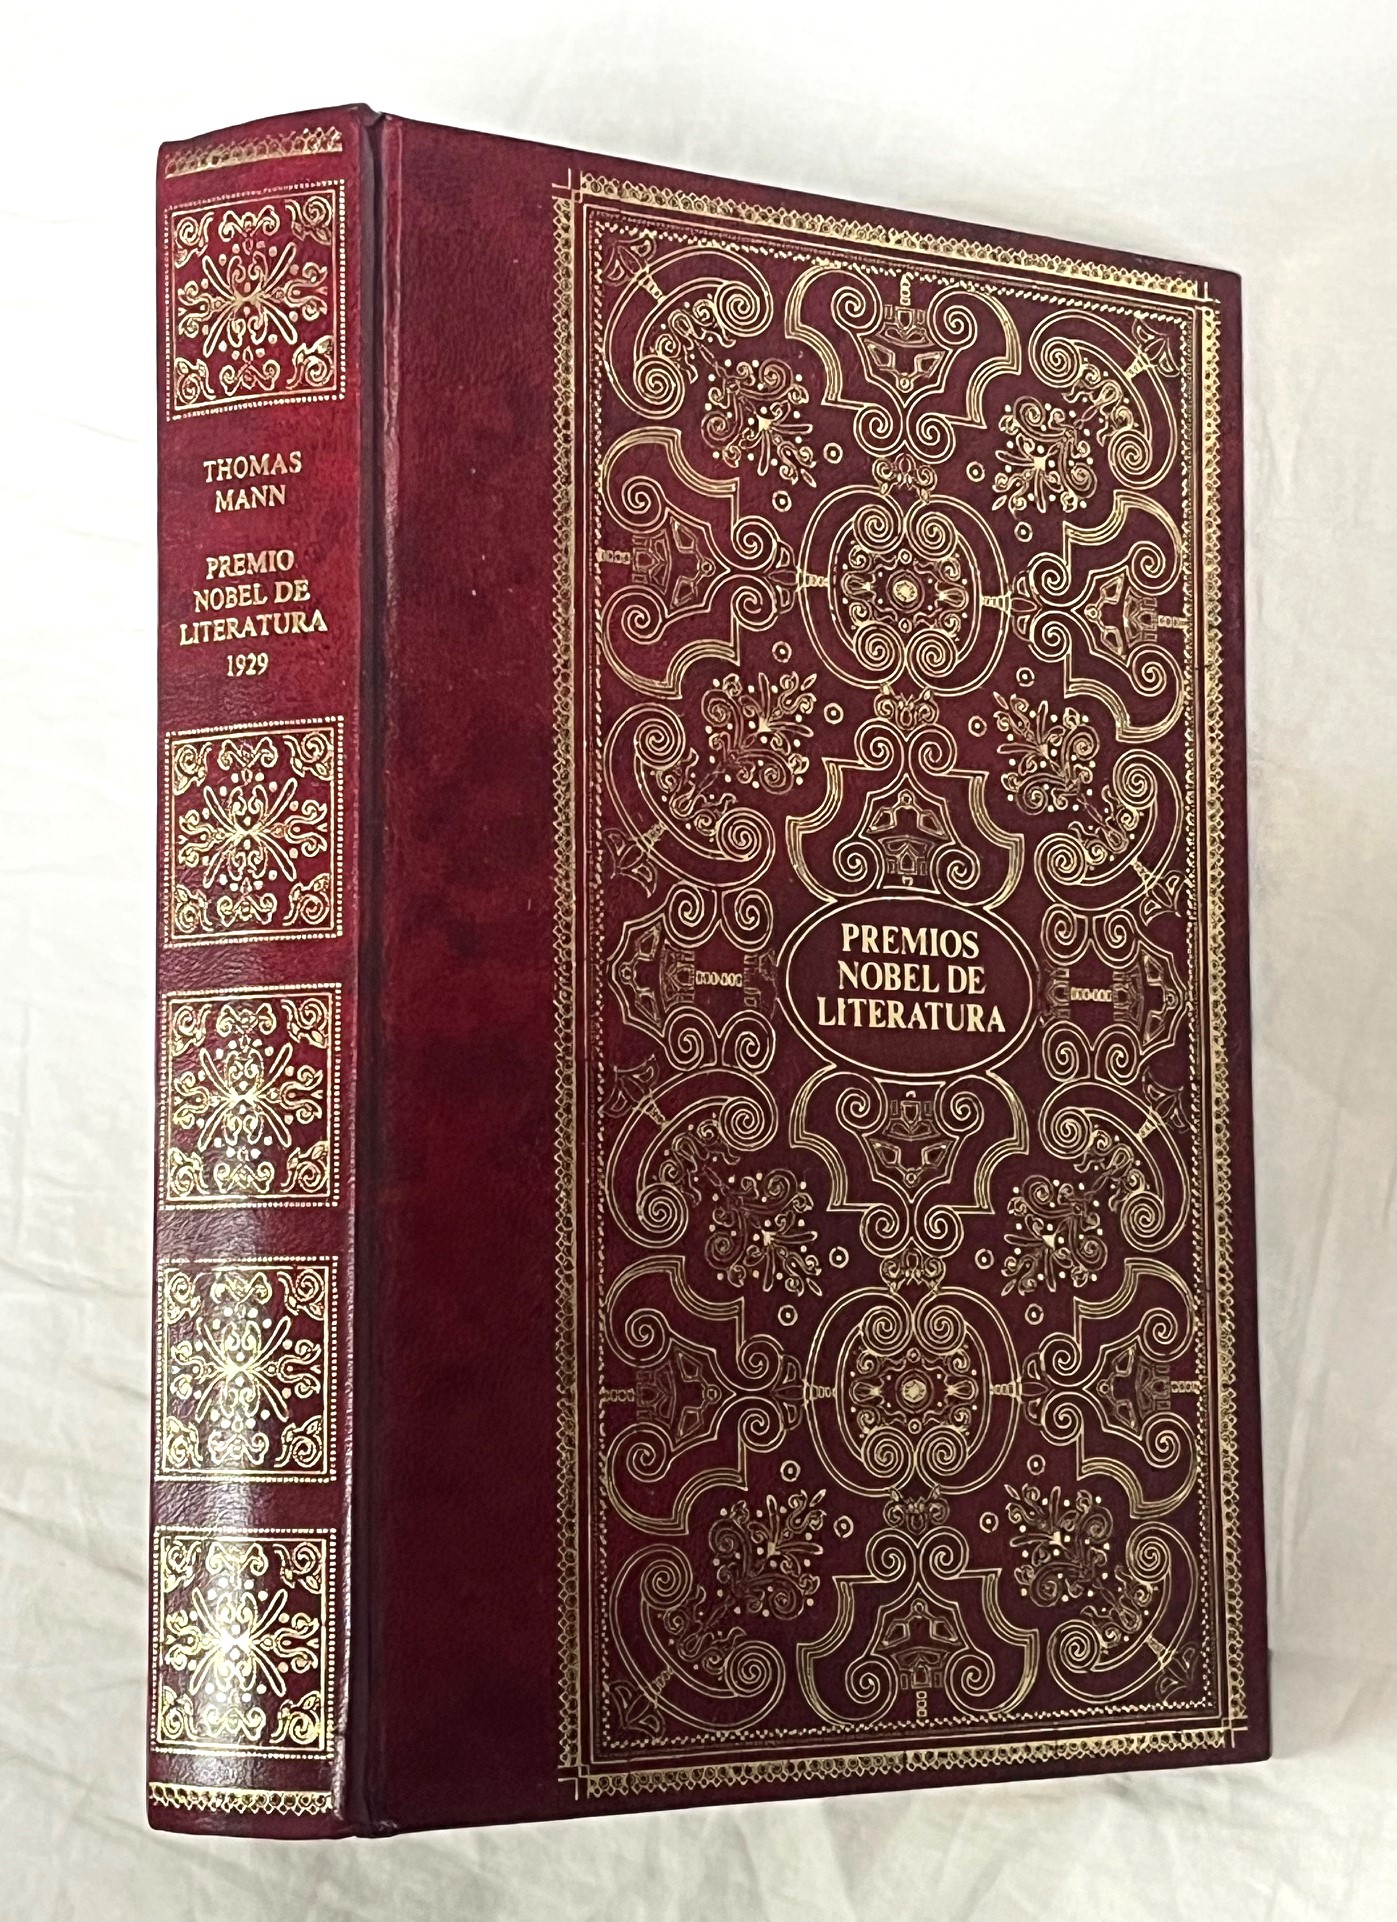 THOMAS
MANN
PREMIO
NOBEL DE
LITERATURA
1929
PREMIOS
NOBEL DE
LITERATURA